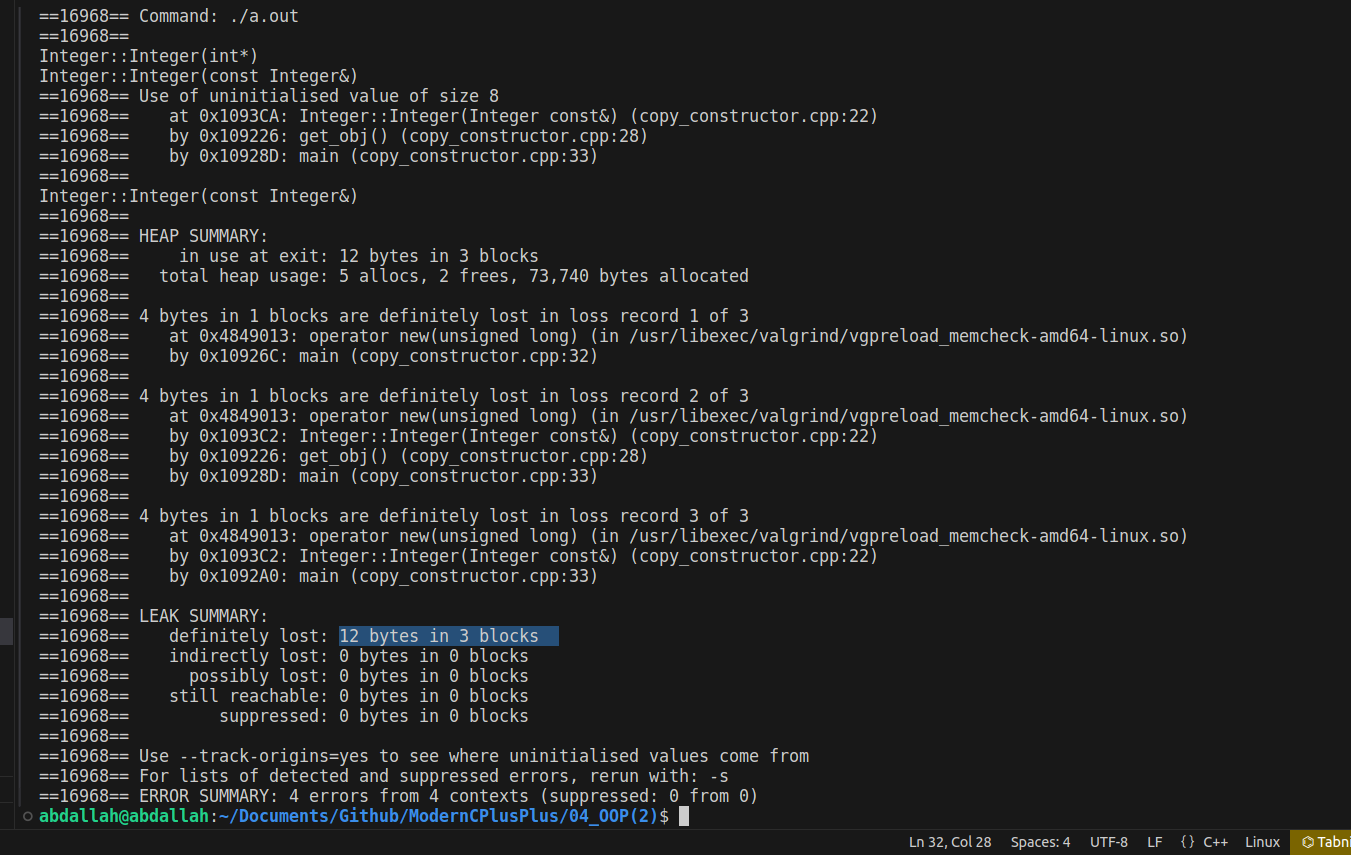 ==16968== Command: ./a.out
==16968==
Integer::Integer(int*)
Integer::Integer(const Integer&)
==16968== Use of uninitialised value of size 8
==16968==    at 0x1093CA: Integer::Integer(Integer const&) (copy_constructor.cpp:22)
==16968==    by 0x109226: get_obj() (copy_constructor.cpp:28)
==16968==    by 0x10928D: main (copy_constructor.cpp:33)
==16968==
Integer::Integer(const Integer&)
==16968==
==16968== HEAP SUMMARY:
==16968==     in use at exit: 12 bytes in 3 blocks
==16968==   total heap usage: 5 allocs, 2 frees, 73,740 bytes allocated
==16968==
==16968== 4 bytes in 1 blocks are definitely lost in loss record 1 of 3
==16968==    at 0x4849013: operator new(unsigned long) (in /usr/libexec/valgrind/vgpreload_memcheck-amd64-linux.so)
==16968==    by 0x10926C: main (copy_constructor.cpp:32)
==16968==
==16968== 4 bytes in 1 blocks are definitely lost in loss record 2 of 3
==16968==    at 0x4849013: operator new(unsigned long) (in /usr/libexec/valgrind/vgpreload_memcheck-amd64-linux.so)
==16968==    by 0x1093C2: Integer::Integer(Integer const&) (copy_constructor.cpp:22)
==16968==    by 0x109226: get_obj() (copy_constructor.cpp:28)
==16968==    by 0x10928D: main (copy_constructor.cpp:33)
==16968==
==16968== 4 bytes in 1 blocks are definitely lost in loss record 3 of 3
==16968==    at 0x4849013: operator new(unsigned long) (in /usr/libexec/valgrind/vgpreload_memcheck-amd64-linux.so)
==16968==    by 0x1093C2: Integer::Integer(Integer const&) (copy_constructor.cpp:22)
==16968==    by 0x1092A0: main (copy_constructor.cpp:33)
==16968==
==16968== LEAK SUMMARY:
==16968==    definitely lost: 12 bytes in 3 blocks
==16968==    indirectly lost: 0 bytes in 0 blocks
==16968==      possibly lost: 0 bytes in 0 blocks
==16968==    still reachable: 0 bytes in 0 blocks
==16968==         suppressed: 0 bytes in 0 blocks
==16968==
==16968== Use --track-origins=yes to see where uninitialised values come from
==16968== For lists of detected and suppressed errors, rerun with: -s
==16968== ERROR SUMMARY: 4 errors from 4 contexts (suppressed: 0 from 0)
abdallah@abdallah:~/Documents/Github/ModernCPlusPlus/04_OOP(2)$
Ln 32, Col 28 Spaces: 4 UTF-8 LF {} C++ Linux Tabni